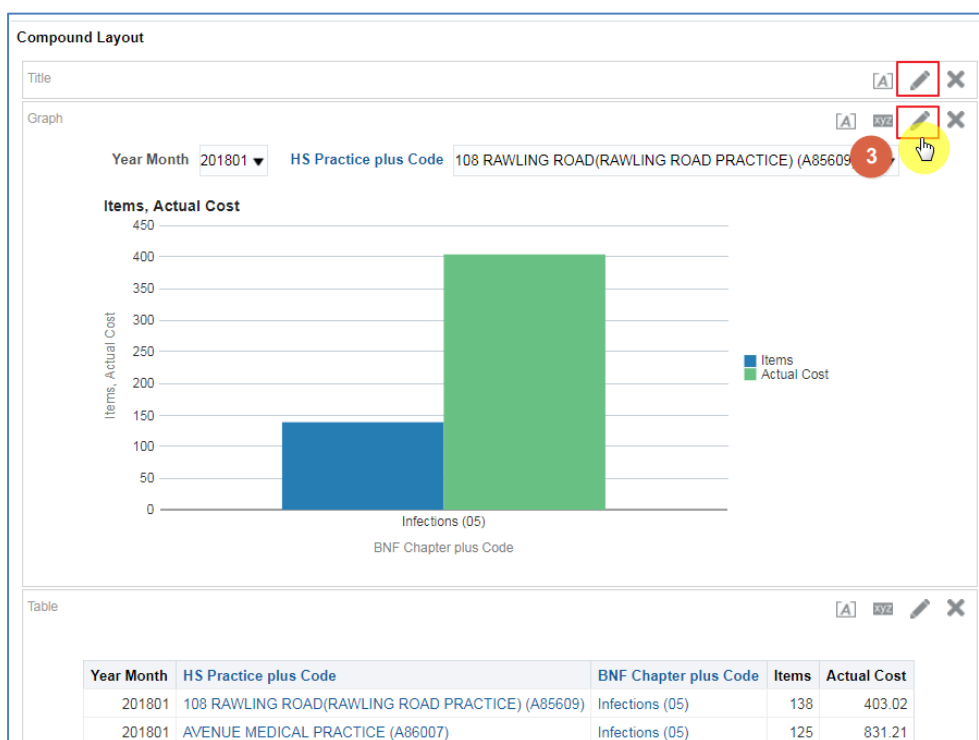 Compound Layout
Title
[A]
Graph
[A] xyz
Year Month 201801 HS Practice plus Code 108 RAWLING ROAD(RAWLING ROAD PRACTICE) (A85609
3
Items, Actual Cost
450
400
350
300
250
200
150
100
50
0
Items, Actual Cost
Items
Actual Cost
Infections (05)
BNF Chapter plus Code
Table
[A] xyz
Year Month HS Practice plus Code BNF Chapter plus Code Items Actual Cost
201801 108 RAWLING ROAD(RAWLING ROAD PRACTICE) (A85609) Infections (05) 138 403.02
201801 AVENUE MEDICAL PRACTICE (A86007) Infections (05) 125 831.21